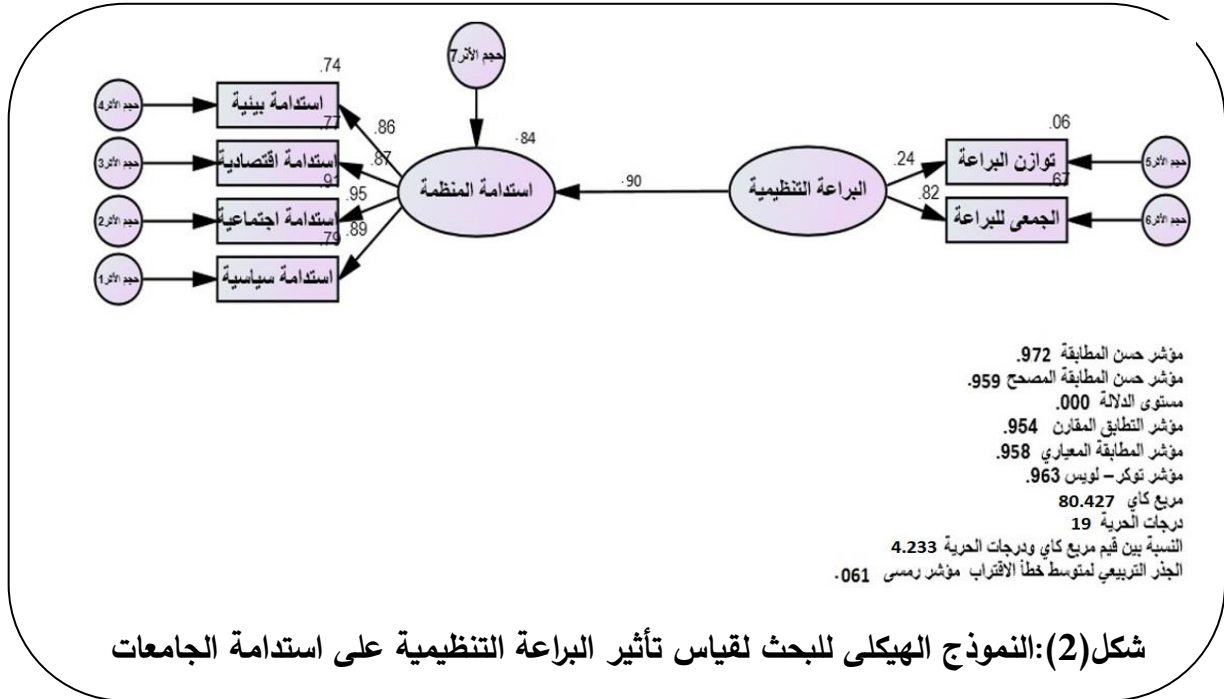 حجم الأثر7
.74
حجم الأثر4
استدامة بيئية
.86
.77
حجم الأثر3
استدامة اقتصادية
.87
.91
حجم الأثر2
استدامة اجتماعية
.95
.79
حجم الأثر1
استدامة سياسية
.89
.84
استدامة المنظمة
.90
البراعة التنظيمية
.24
.82
.06
توازن البراعة
حجم الأثر5
.67
الجمعى للبراعة
حجم الأثر6
مؤشر حسن المطابقة 972.
مؤشر حسن المطابقة المصحح 959.
مستوى الدلالة 000.
مؤشر التطابق المقارن 954.
مؤشر المطابقة المعياري 958.
مؤشر توكر – لويس 963.
مربع كاي 80.427
درجات الحرية 19
النسبة بين قيم مربع كاي ودرجات الحرية 4.233
الجذر التربيعي لمتوسط خطأ الاقتراب مؤشر رمسى 061.
شكل(2):النموذج الهيكلى للبحث لقياس تأثير البراعة التنظيمية على استدامة الجامعات